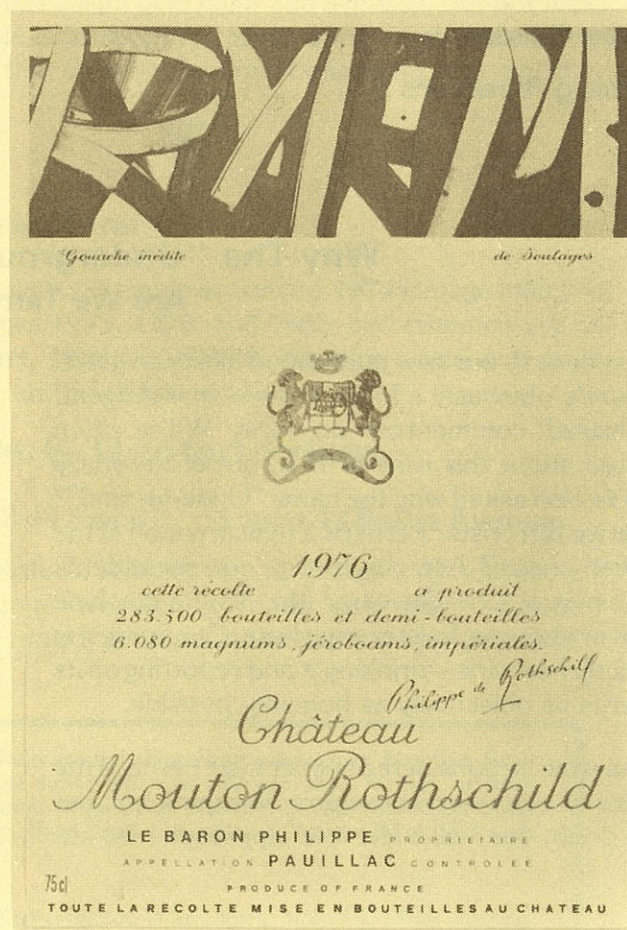 Gouache inédite de Soulages
1976
cette récolte a produit
283.500 bouteilles et demi-bouteilles
6.080 magnums, jéroboams, impériales.
Philippe de Rothschild
Château
Mouton Rothschild
LE BARON PHILIPPE PROPRIETAIRE
APPELLATION PAUILLAC CONTROLEE
75 cl
PRODUCE OF FRANCE
TOUTE LA RECOLTE MISE EN BOUTEILLES AU CHATEAU